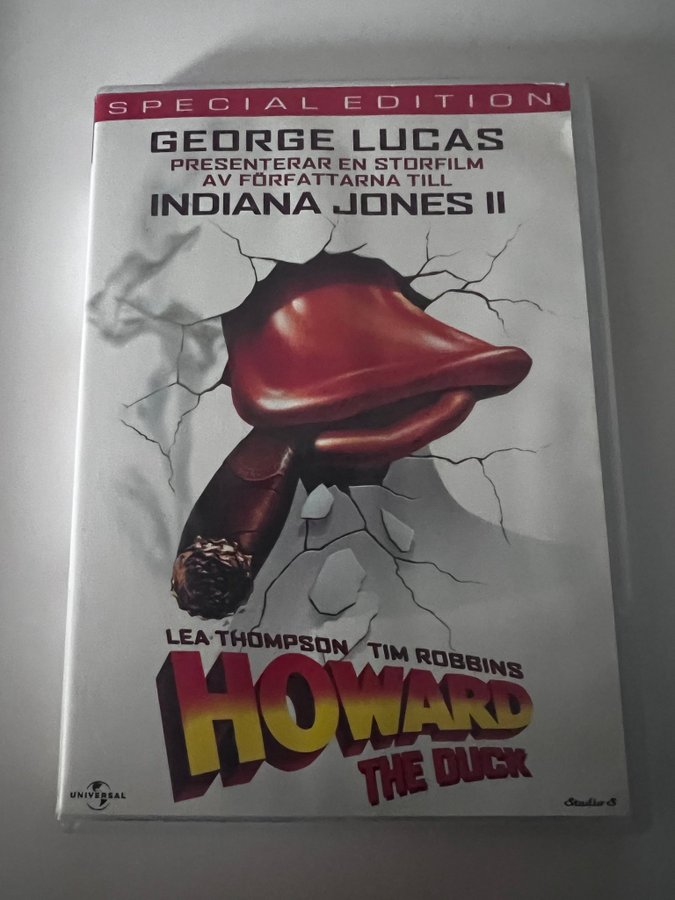 SPECIAL EDITION
GEORGE LUCAS
PRESENTERAR EN STORFILM
AV FÖRFATTARNA TILL
INDIANA JONES II
LEA THOMPSON TIM ROBBINS
HOWARD
THE DUCK
UNIVERSAL
Studio S